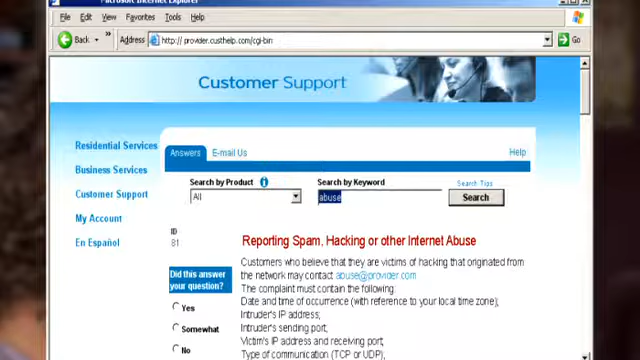 Microsoft Internet Explorer
File Edit View Favorites Tools Help
Back » Address http://provider.custhelp.com/cgi-bin Go
Customer Support
Residential Services
Business Services
Customer Support
My Account
En Español
Answers E-mail Us Help
Search by Product Search by Keyword Search Tips
All abuse Search
ID
81
Reporting Spam, Hacking or other Internet Abuse
Customers who believe that they are victims of hacking that originated from
the network may contact abuse@provider.com
The complaint must contain the following:
Date and time of occurrence (with reference to your local time zone);
Intruder's IP address;
Intruder's sending port;
Victim's IP address and receiving port;
Type of communication (TCP or UDP),
Did this answer
your question?
Yes
Somewhat
No